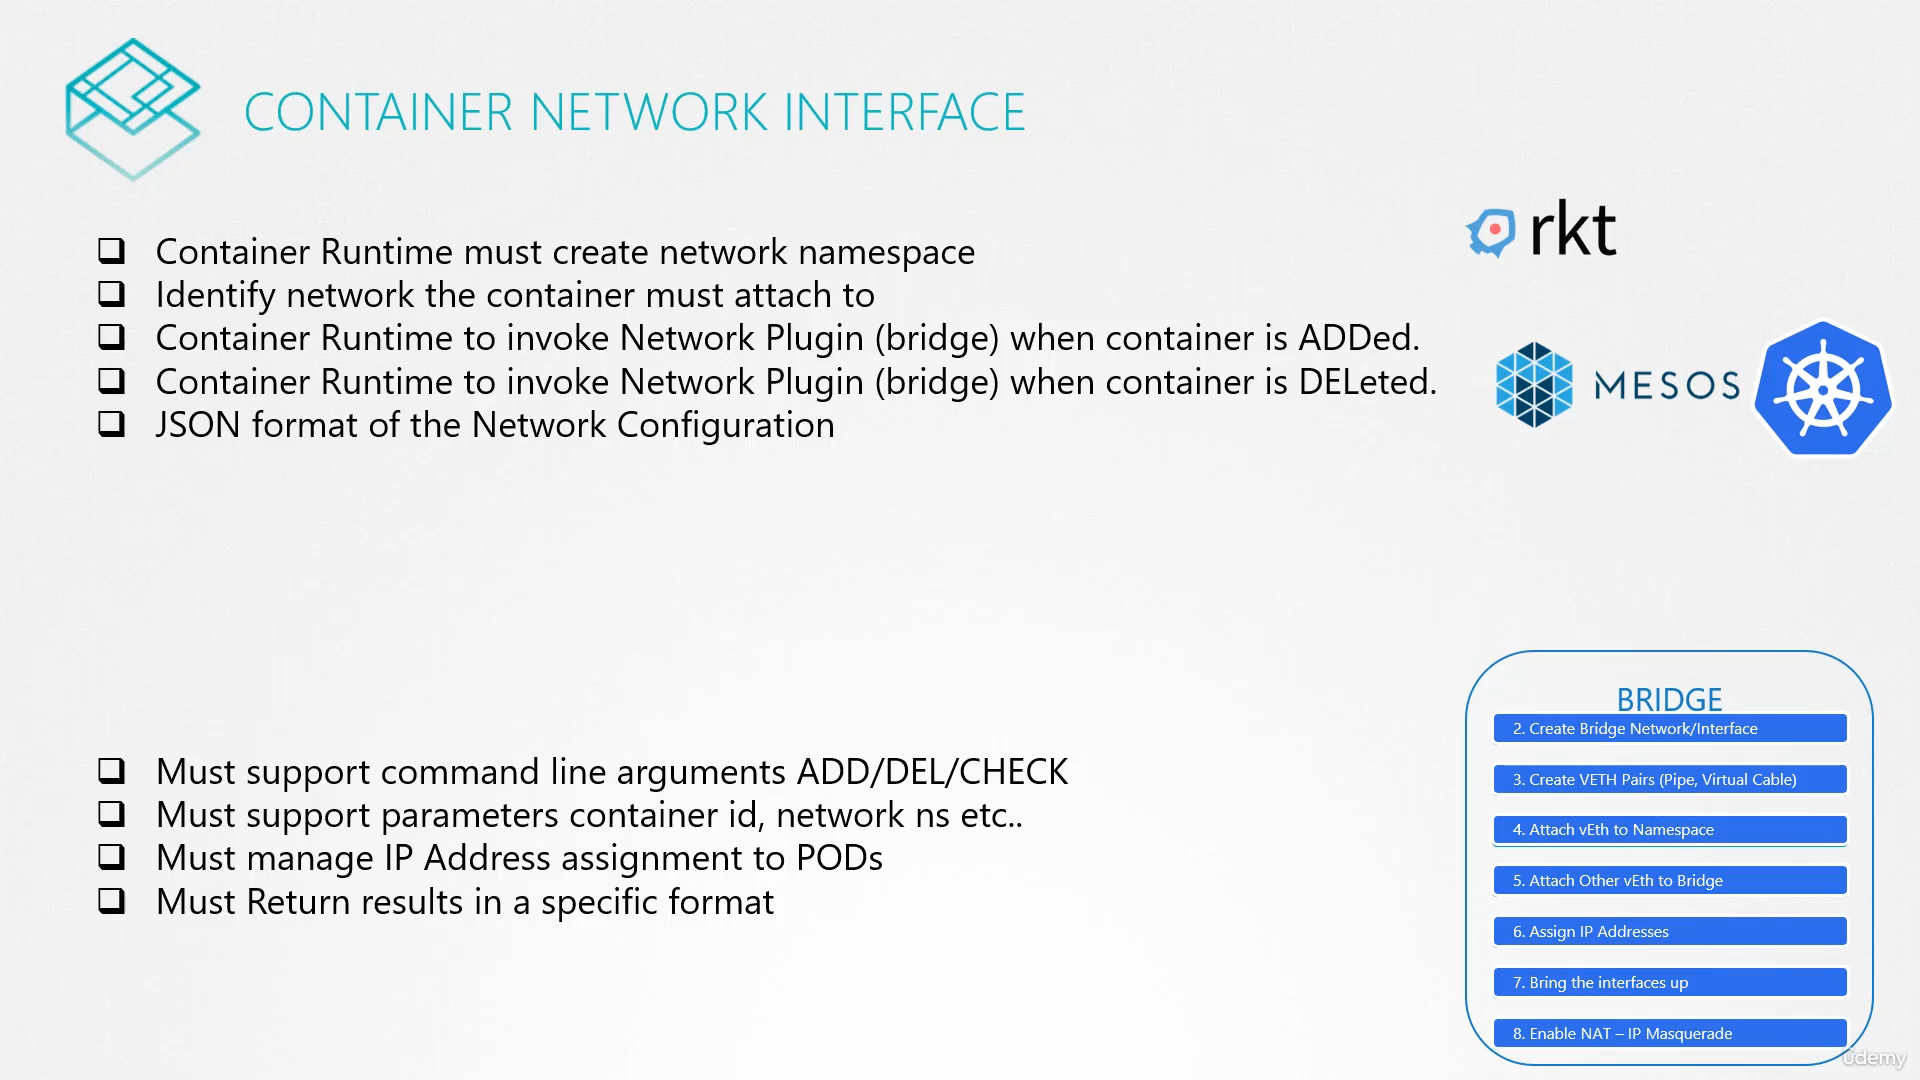 CONTAINER NETWORK INTERFACE
Container Runtime must create network namespace
Identify network the container must attach to
Container Runtime to invoke Network Plugin (bridge) when container is ADDed.
Container Runtime to invoke Network Plugin (bridge) when container is DELeted.
JSON format of the Network Configuration
rkt
MESOS
Must support command line arguments ADD/DEL/CHECK
Must support parameters container id, network ns etc..
Must manage IP Address assignment to PODs
Must Return results in a specific format
BRIDGE
2. Create Bridge Network/Interface
3. Create VETH Pairs (Pipe, Virtual Cable)
4. Attach vEth to Namespace
5. Attach Other vEth to Bridge
6. Assign IP Addresses
7. Bring the interfaces up
8. Enable NAT – IP Masquerade
ûdemy